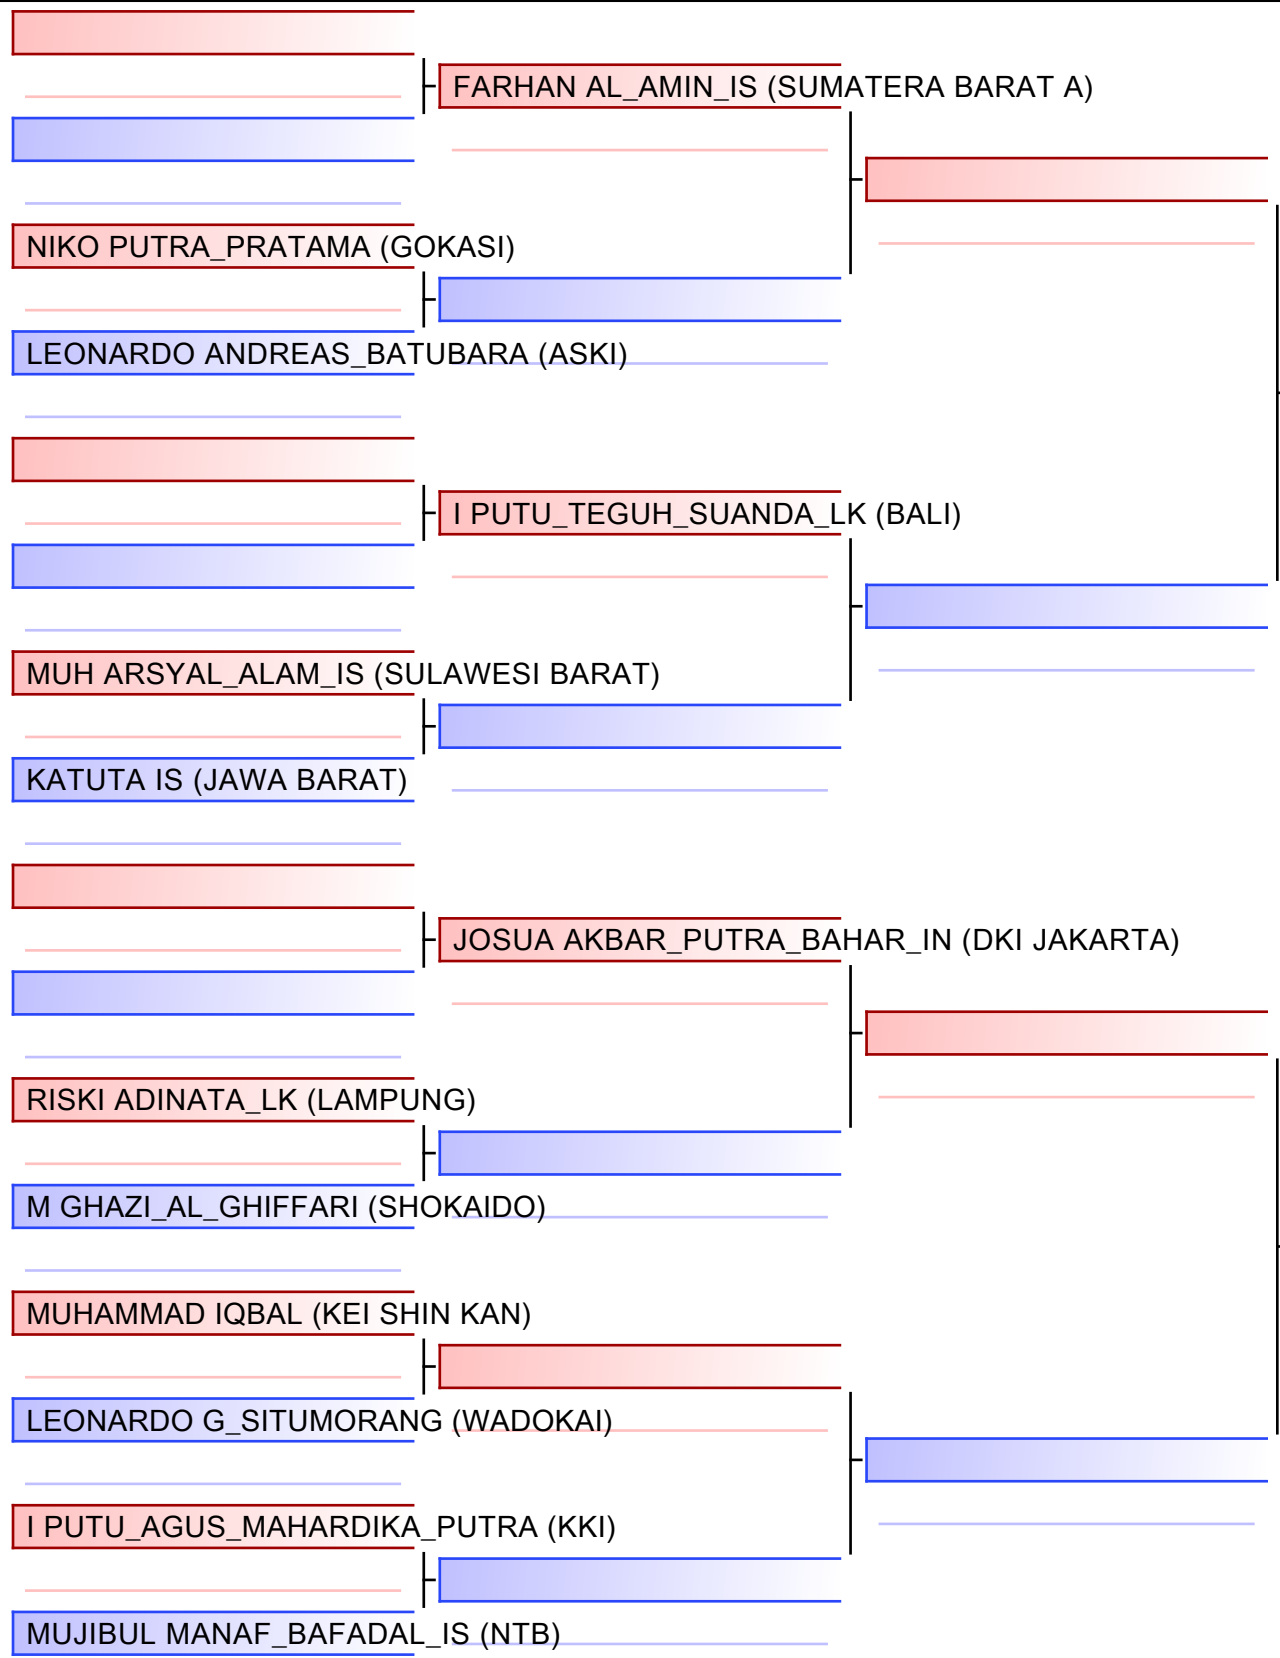 FARHAN AL_AMIN_IS (SUMATERA BARAT A)
NIKO PUTRA_PRATAMA (GOKASI)
LEONARDO ANDREAS_BATUBARA (ASKI)
I PUTU_TEGUH_SUANDA_LK (BALI)
MUH ARSYAL_ALAM_IS (SULAWESI BARAT)
KATUTA IS (JAWA BARAT)
JOSUA AKBAR_PUTRA_BAHAR_IN (DKI JAKARTA)
RISKI ADINATA_LK (LAMPUNG)
M GHAZI_AL_GHIFFARI (SHOKAIDO)
MUHAMMAD IQBAL (KEI SHIN KAN)
LEONARDO G_SITUMORANG (WADOKAI)
I PUTU_AGUS_MAHARDIKA_PUTRA (KKI)
MUJIBUL MANAF_BAFADAL_IS (NTB)